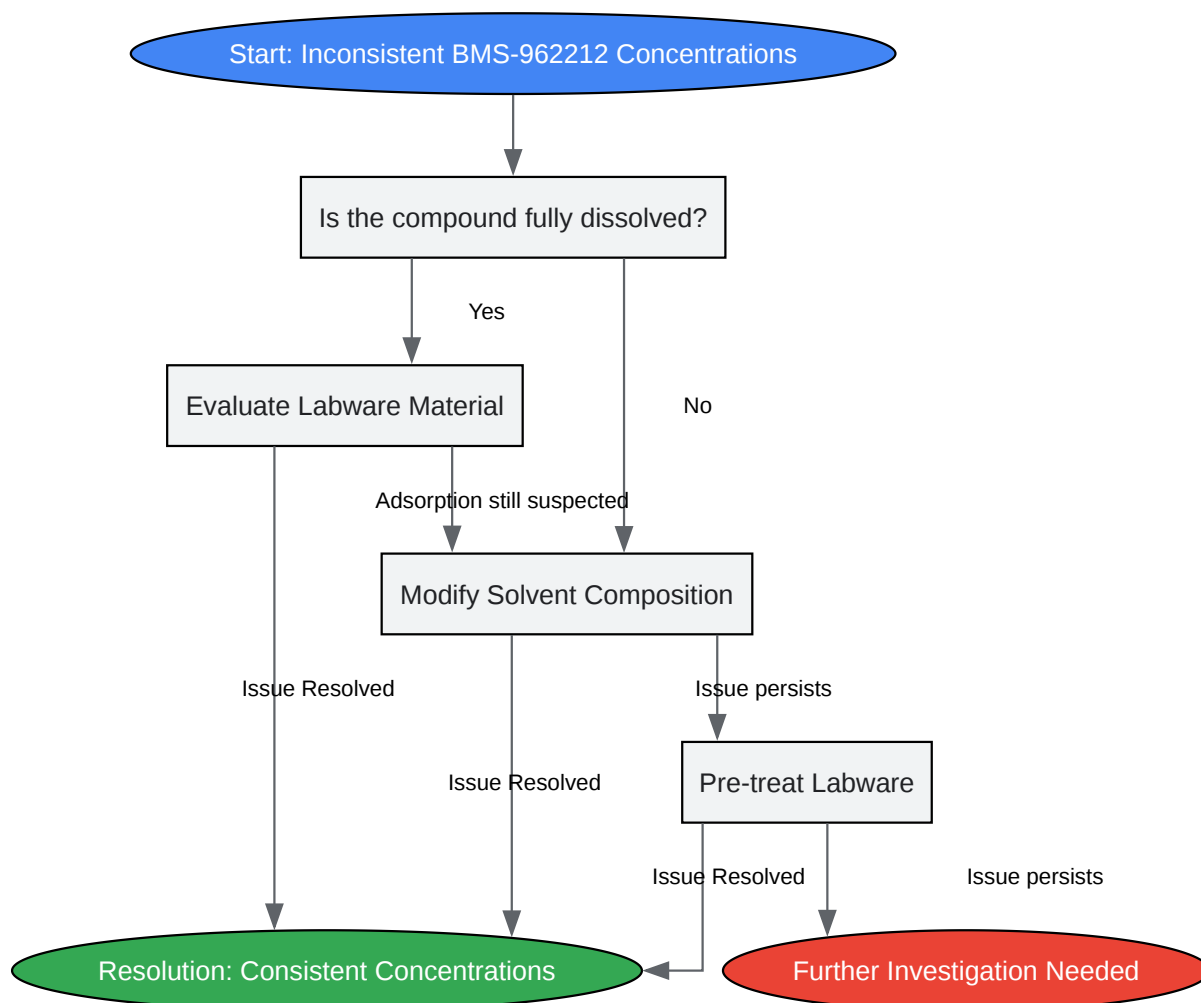 Start: Inconsistent BMS-962212 Concentrations
Is the compound fully dissolved?
Yes
Evaluate Labware Material
No
Adsorption still suspected
Modify Solvent Composition
Issue Resolved
Issue persists
Pre-treat Labware
Issue Resolved
Issue Resolved
Issue persists
Resolution: Consistent Concentrations
Further Investigation Needed